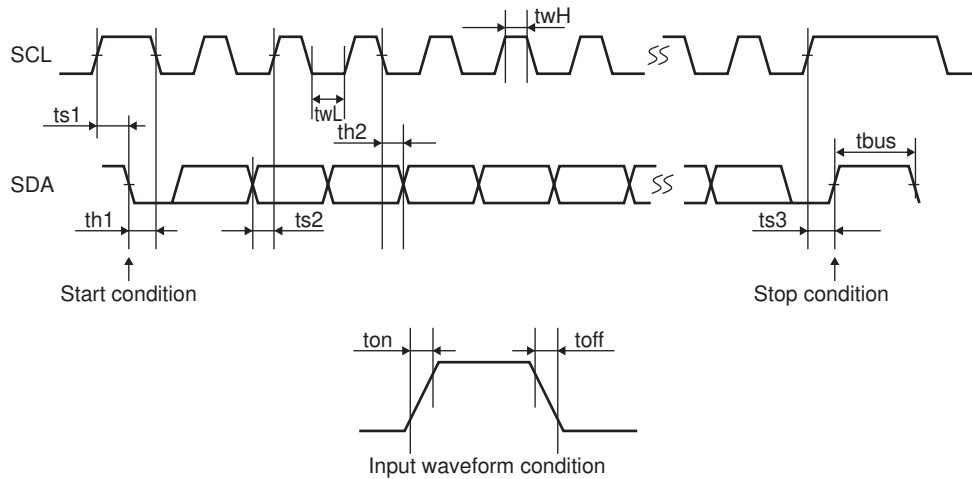 twH
SCL
ts1
twL
th2
tbus
SDA
th1
ts2
ts3
Start condition
Stop condition
ton
toff
Input waveform condition